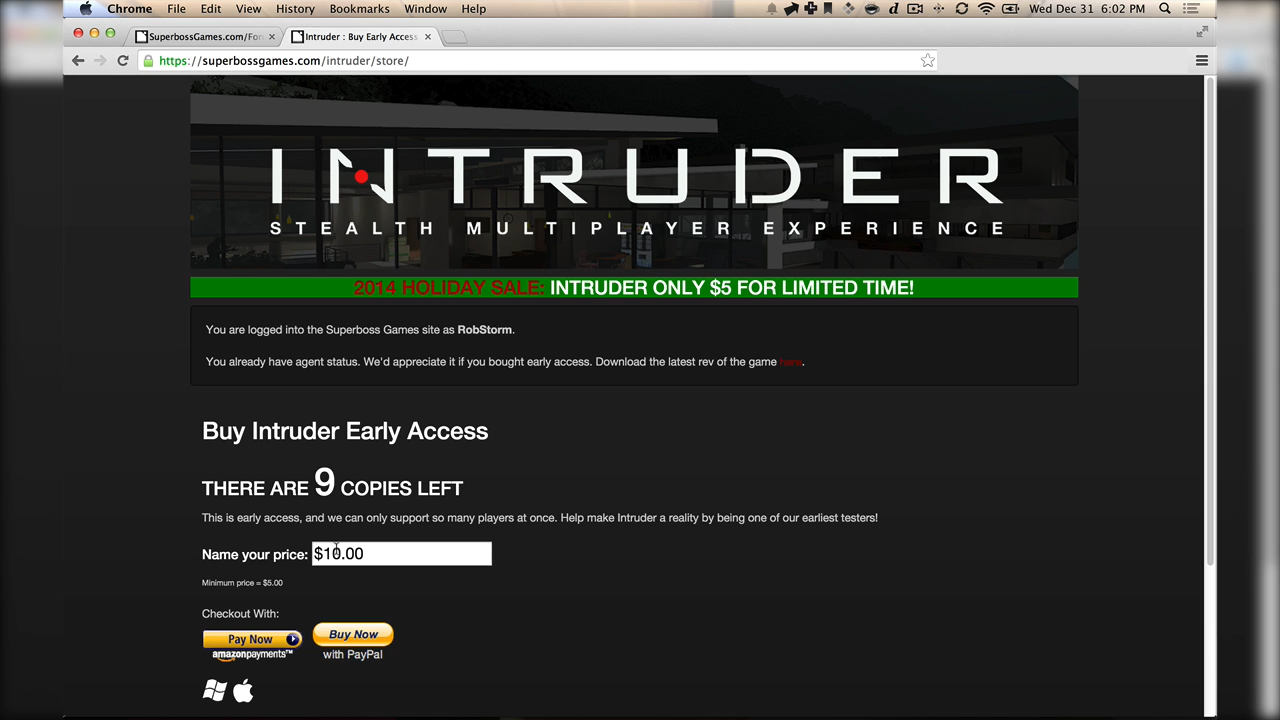 Chrome File Edit View History Bookmarks Window Help Wed Dec 31 6:02 PM
SuperbossGames.com/For
Intruder : Buy Early Access
https://superbossgames.com/intruder/store/
INTRUDER
STEALTH MULTIPLAYER EXPERIENCE
2014 HOLIDAY SALE: INTRUDER ONLY $5 FOR LIMITED TIME!
You are logged into the Superboss Games site as RobStorm.
You already have agent status. We'd appreciate it if you bought early access. Download the latest rev of the game here.
Buy Intruder Early Access
THERE ARE 9 COPIES LEFT
This is early access, and we can only support so many players at once. Help make Intruder a reality by being one of our earliest testers!
Name your price: $10.00
Minimum price = $5.00
Checkout With:
Pay Now
amazonpayments™
Buy Now
with PayPal